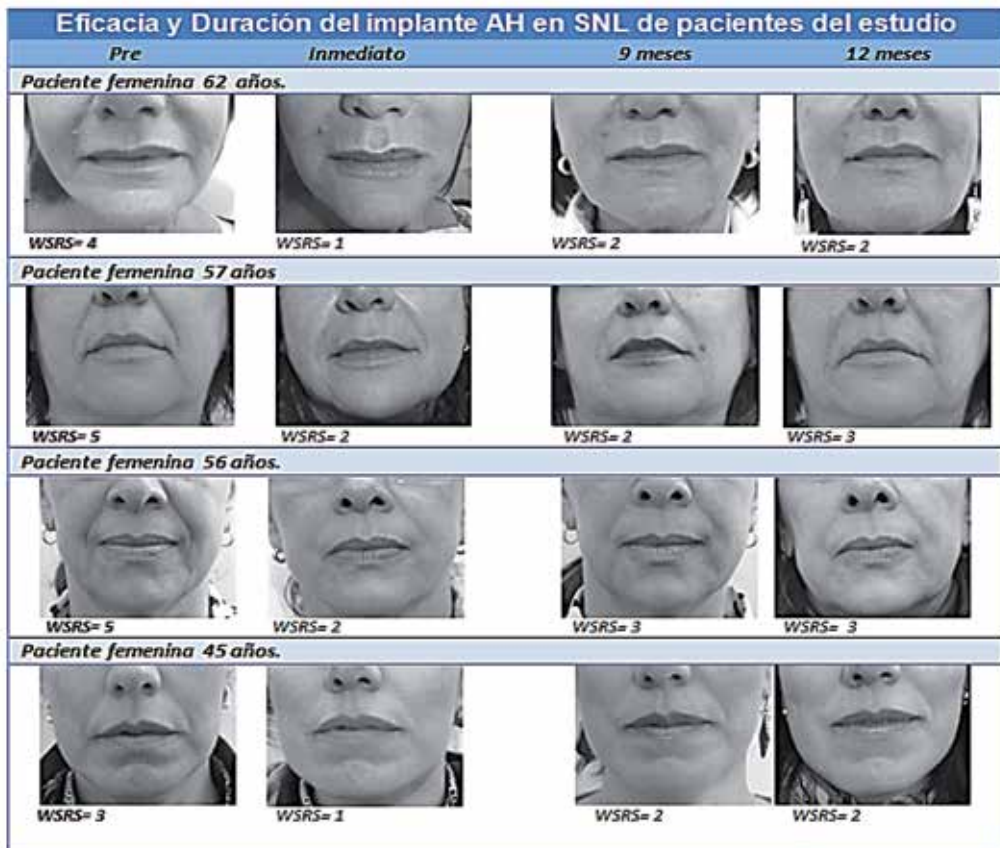 Eficacia y Duración del implante AH en SNL de pacientes del estudio
Pre Inmediato 9 meses 12 meses
Paciente femenina 62 años.
WSRS= 4 WSRS= 1 WSRS= 2 WSRS= 2
Paciente femenina 57 años
WSRS= 5 WSRS= 2 WSRS= 2 WSRS= 3
Paciente femenina 56 años.
WSRS= 5 WSRS= 2 WSRS= 3 WSRS= 3
Paciente femenina 45 años.
WSRS= 3 WSRS= 1 WSRS= 2 WSRS= 2